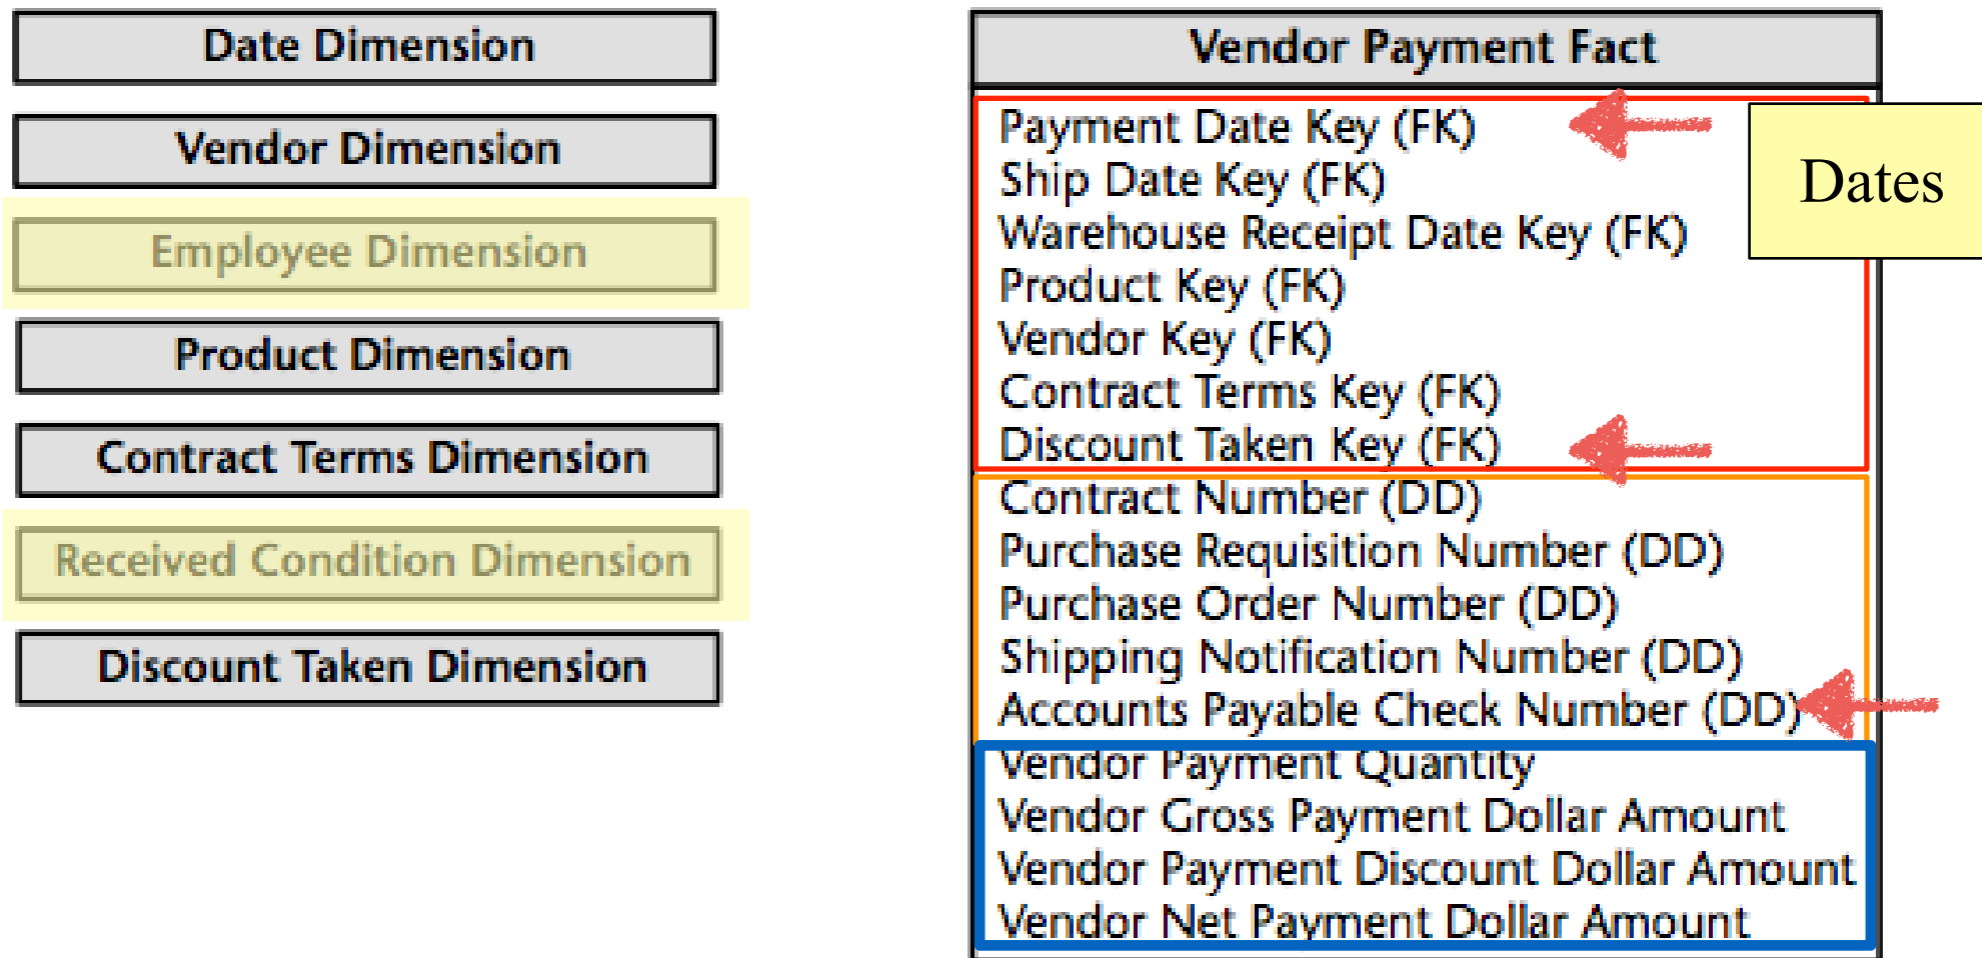 Date Dimension
Vendor Dimension
Employee Dimension
Product Dimension
Contract Terms Dimension
Received Condition Dimension
Discount Taken Dimension
Vendor Payment Fact
Payment Date Key (FK)
Ship Date Key (FK)
Warehouse Receipt Date Key (FK)
Product Key (FK)
Vendor Key (FK)
Contract Terms Key (FK)
Discount Taken Key (FK)
Contract Number (DD)
Purchase Requisition Number (DD)
Purchase Order Number (DD)
Shipping Notification Number (DD)
Accounts Payable Check Number (DD)
Vendor Payment Quantity
Vendor Gross Payment Dollar Amount
Vendor Payment Discount Dollar Amount
Vendor Net Payment Dollar Amount
Dates